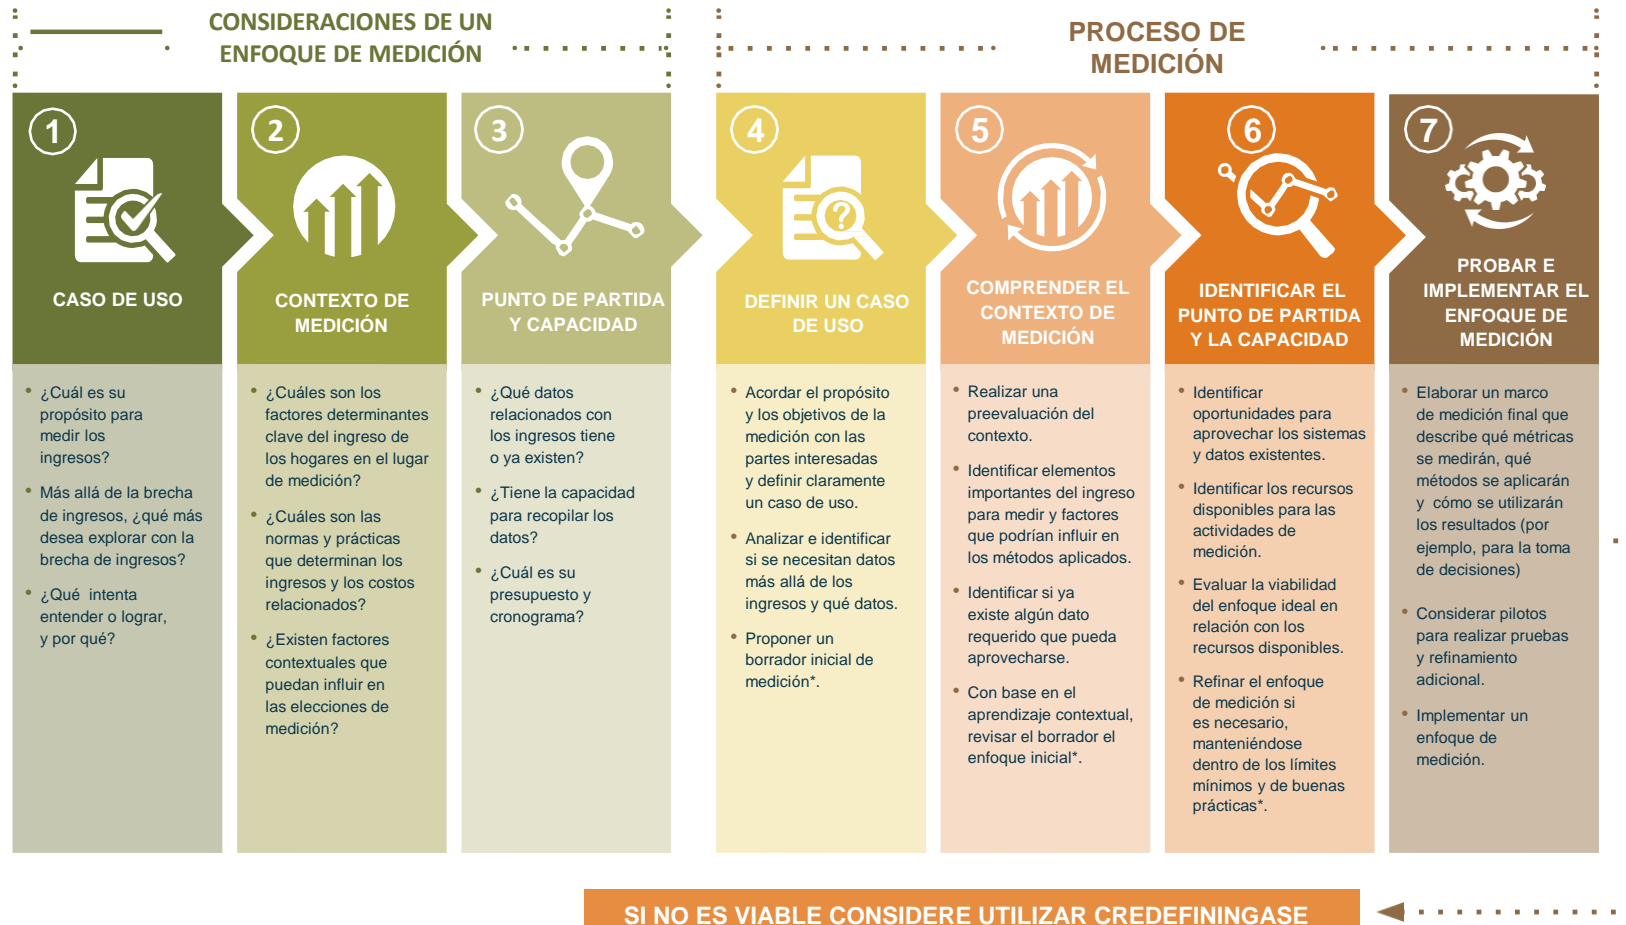 CONSIDERACIONES DE UN
ENFOQUE DE MEDICIÓN
PROCESO DE
MEDICIÓN
1
CASO DE USO
• ¿Cuál es su
propósito para
medir los
ingresos?
• Más allá de la brecha
de ingresos, ¿qué más
desea explorar con la
brecha de ingresos?
• ¿Qué intenta
entender o lograr,
y por qué?
2
CONTEXTO DE
MEDICIÓN
• ¿Cuáles son los
factores determinantes
clave del ingreso de
los hogares en el lugar
de medición?
• ¿Cuáles son las
normas y prácticas
que determinan los
ingresos y los costos
relacionados?
• ¿Existen factores
contextuales que
puedan influir en
las elecciones de
medición?
3
PUNTO DE PARTIDA
Y CAPACIDAD
• ¿Qué datos
relacionados con
los ingresos tiene
o ya existen?
• ¿Tiene la capacidad
para recopilar los
datos?
• ¿Cuál es su
presupuesto y
cronograma?
4
DEFINIR UN CASO
DE USO
• Acordar el propósito
y los objetivos de la
medición con las
partes interesadas
y definir claramente
un caso de uso.
• Analizar e identificar
si se necesitan datos
más allá de los
ingresos y qué datos.
• Proponer un
borrador inicial de
medición*.
5
COMPRENDER EL
CONTEXTO DE
MEDICIÓN
• Realizar una
preevaluación del
contexto.
• Identificar elementos
importantes del ingreso
para medir y factores
que podrían influir en
los métodos aplicados.
• Identificar si ya
existe algún dato
requerido que pueda
aprovecharse.
• Con base en el
aprendizaje contextual,
revisar el borrador el
enfoque inicial*.
6
IDENTIFICAR EL
PUNTO DE PARTIDA
Y LA CAPACIDAD
• Identificar
oportunidades para
aprovechar los sistemas
y datos existentes.
• Identificar los recursos
disponibles para las
actividades de
medición.
• Evaluar la viabilidad
del enfoque ideal en
relación con los
recursos disponibles.
• Refinar el enfoque
de medición si
es necesario,
manteniéndose
dentro de los límites
mínimos y de buenas
prácticas*.
7
PROBAR E
IMPLEMENTAR EL
ENFOQUE DE
MEDICIÓN
• Elaborar un marco
de medición final que
describe qué métricas
se medirán, qué
métodos se aplicarán
y cómo se utilizarán
los resultados (por
ejemplo, para la toma
de decisiones)
• Considerar pilotos
para realizar pruebas
y refinamiento
adicional.
• Implementar un
enfoque de
medición.
SI NO ES VIABLE CONSIDERE UTILIZAR CREDEFININGASE